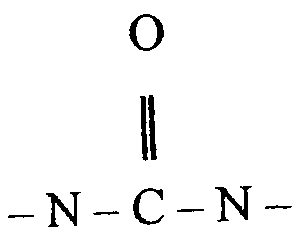 O
||
– N – C – N –